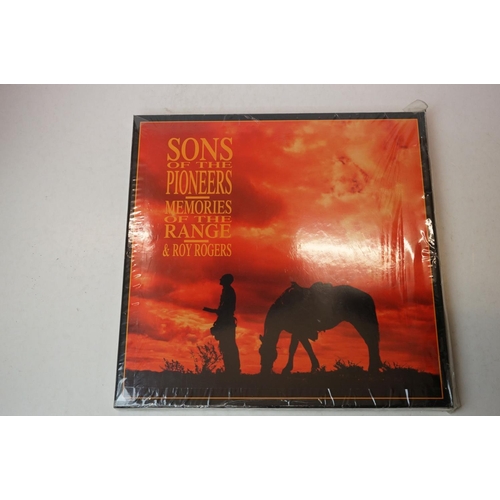 SONS
OF THE
PIONEERS
MEMORIES
OF THE
RANGE
& ROY ROGERS